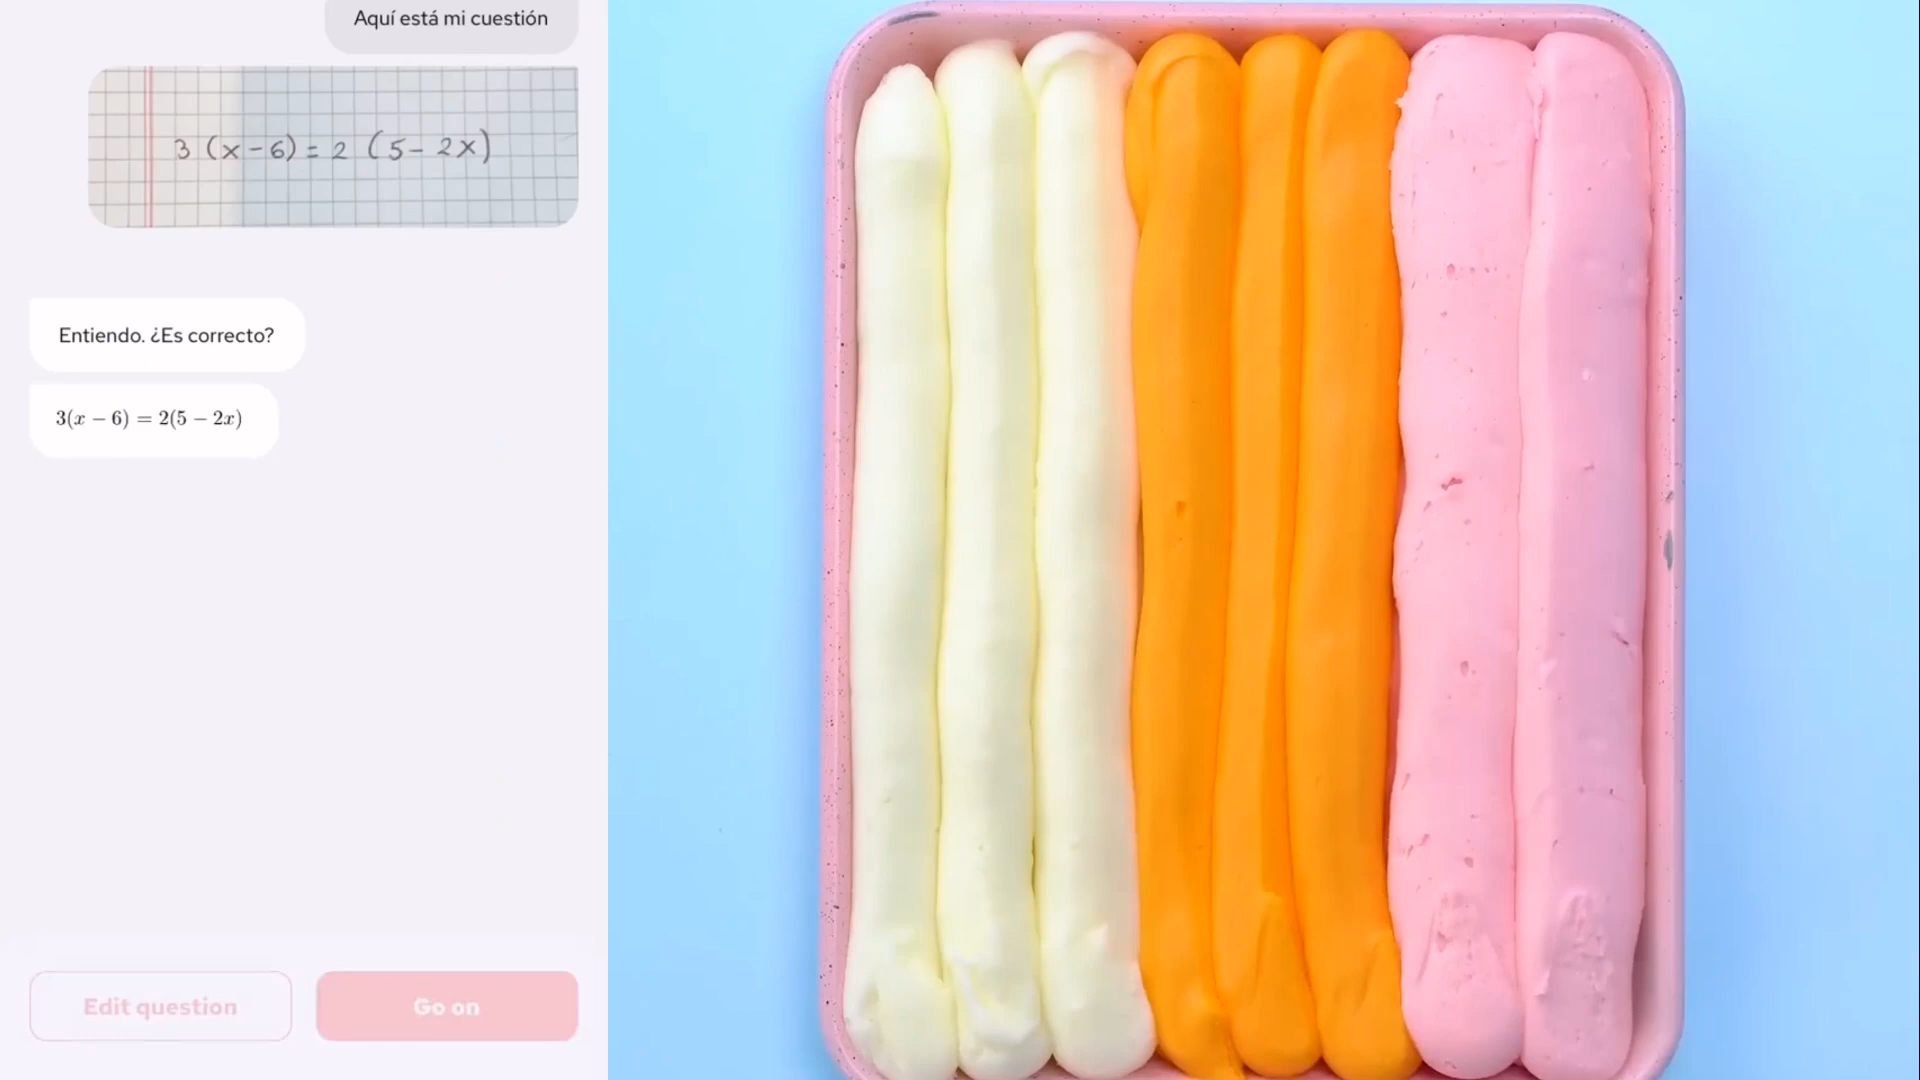 Aquí está mi cuestión
3 (x-6) = 2 (5- 2x)
Entiendo. ¿Es correcto?
3(x − 6) = 2(5 − 2x)
Edit question
Go on